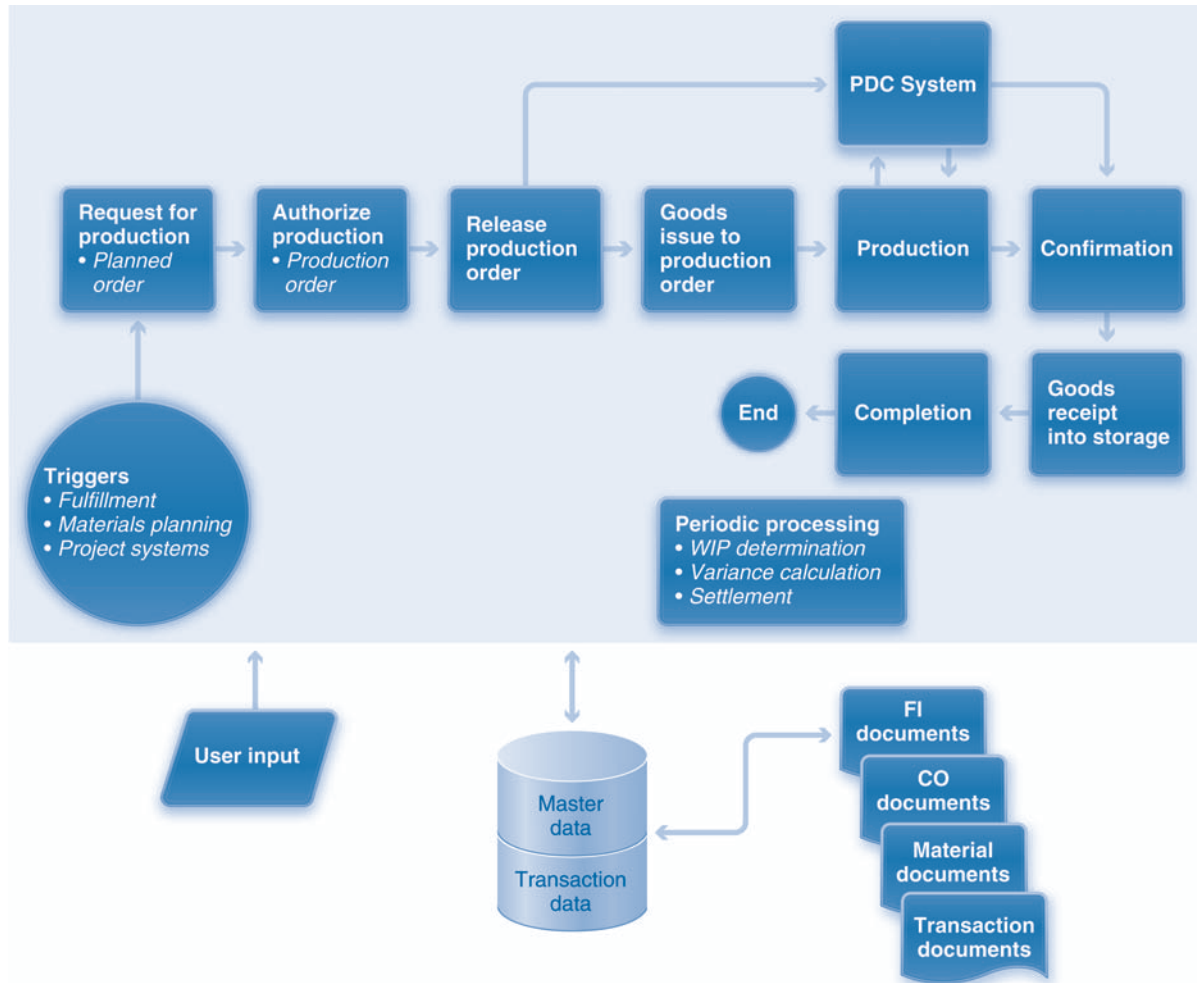 PDC System
Request for
production
• Planned
order
Authorize
production
• Production
order
Release
production
order
Goods
issue to
production
order
Production
Confirmation
End
Completion
Goods
receipt
into storage
Triggers
• Fulfillment
• Materials planning
• Project systems
Periodic processing
• WIP determination
• Variance calculation
• Settlement
User input
Master
data
Transaction
data
FI
documents
CO
documents
Material
documents
Transaction
documents